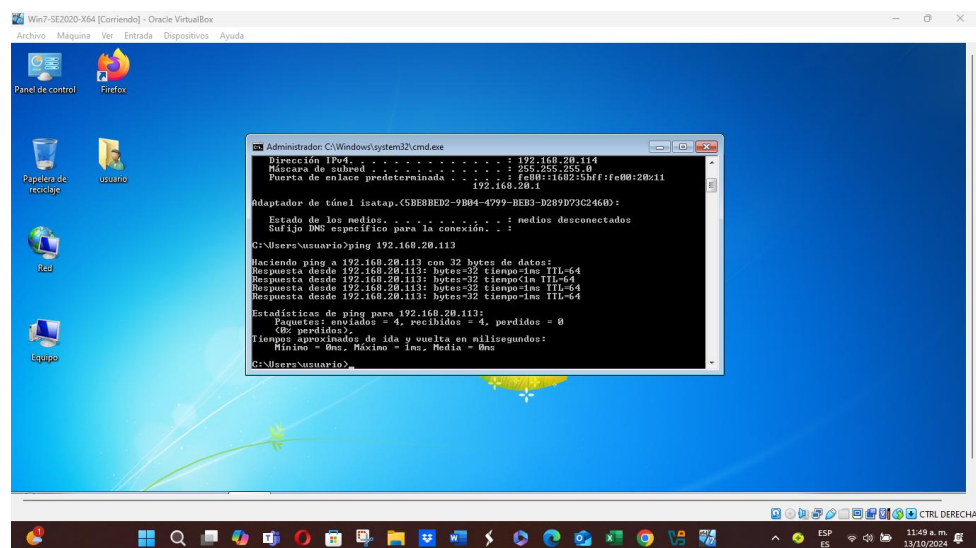 Win7-SE2020-X64 [Corriendo] - Oracle VirtualBox
Archivo Máquina Ver Entrada Dispositivos Ayuda
Panel de control
Firefox
Papelera de reciclaje
usuario
Red
Equipo
Administrador: C:\Windows\system32\cmd.exe
Dirección IPv4. . . . . . . . . . . . . . : 192.168.20.114
Máscara de subred . . . . . . . . . . . . : 255.255.255.0
Puerta de enlace predeterminada . . . . . : fe80::1682:5bff:fe00:20%11
192.168.20.1
Adaptador de túnel isatap.{5BE8BED2-9B04-4799-BEB3-D289D73C2460}:
Estado de los medios. . . . . . . . . . . : medios desconectados
Sufijo DNS específico para la conexión. . :
C:\Users\usuario>ping 192.168.20.113
Haciendo ping a 192.168.20.113 con 32 bytes de datos:
Respuesta desde 192.168.20.113: bytes=32 tiempo=1ms TTL=64
Respuesta desde 192.168.20.113: bytes=32 tiempo<1m TTL=64
Respuesta desde 192.168.20.113: bytes=32 tiempo=1ms TTL=64
Respuesta desde 192.168.20.113: bytes=32 tiempo=1ms TTL=64
Estadísticas de ping para 192.168.20.113:
Paquetes: enviados = 4, recibidos = 4, perdidos = 0
(0% perdidos),
Tiempos aproximados de ida y vuelta en milisegundos:
Mínimo = 0ms, Máximo = 1ms, Media = 0ms
C:\Users\usuario>_
CTRL DERECHA
ESP
ES
11:49 a. m.
13/10/2024